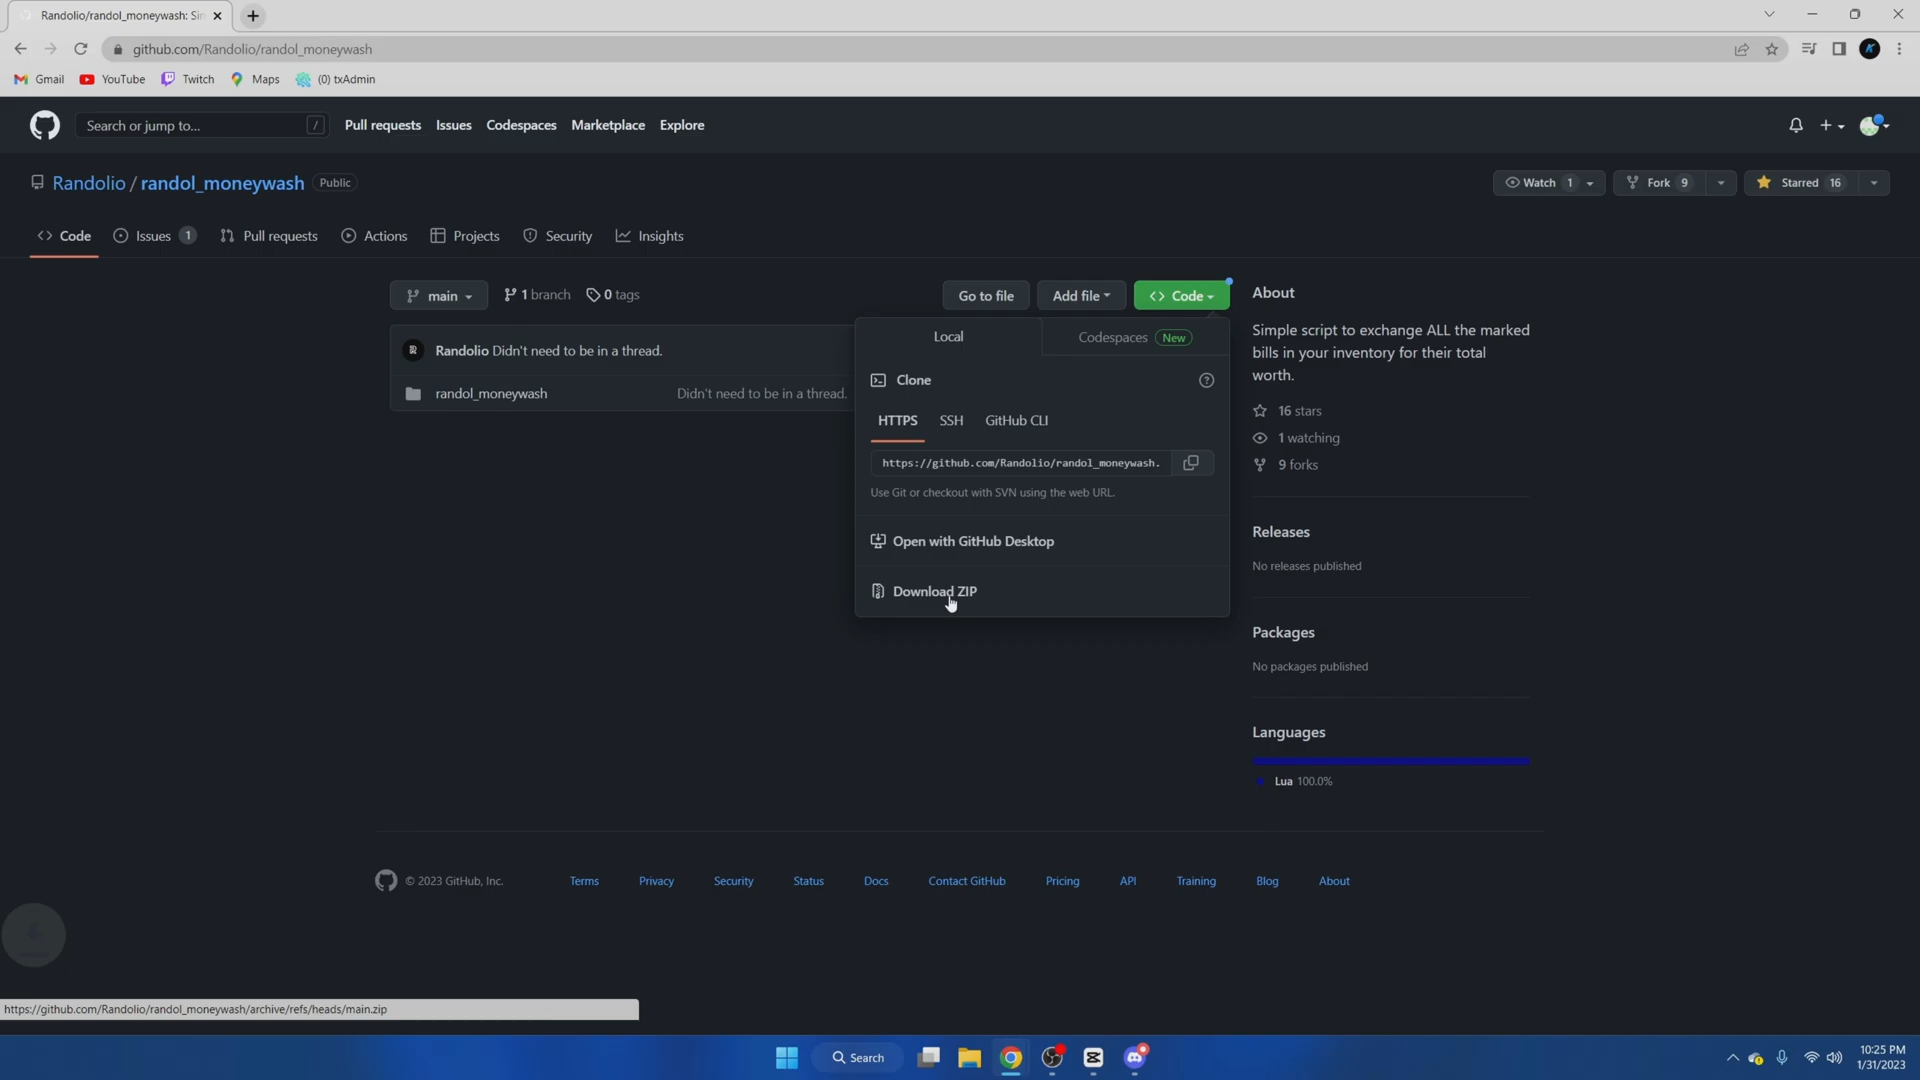 Randolio/randol_moneywash: Sin
github.com/Randolio/randol_moneywash
K
Gmail
YouTube
Twitch
Maps
(0) txAdmin
Search or jump to...
/
Pull requests
Issues
Codespaces
Marketplace
Explore
Randolio / randol_moneywash
Public
Watch 1
Fork 9
Starred 16
Code
Issues 1
Pull requests
Actions
Projects
Security
Insights
main
1 branch
0 tags
Go to file
Add file
Code
Randolio Didn't need to be in a thread.
randol_moneywash
Didn't need to be in a thread.
Local
Codespaces New
Clone
HTTPS
SSH
GitHub CLI
https://github.com/Randolio/randol_moneywash.
Use Git or checkout with SVN using the web URL.
Open with GitHub Desktop
Download ZIP
About
Simple script to exchange ALL the marked
bills in your inventory for their total
worth.
16 stars
1 watching
9 forks
Releases
No releases published
Packages
No packages published
Languages
Lua 100.0%
© 2023 GitHub, Inc.
Terms
Privacy
Security
Status
Docs
Contact GitHub
Pricing
API
Training
Blog
About
https://github.com/Randolio/randol_moneywash/archive/refs/heads/main.zip
Search
10:25 PM
1/31/2023